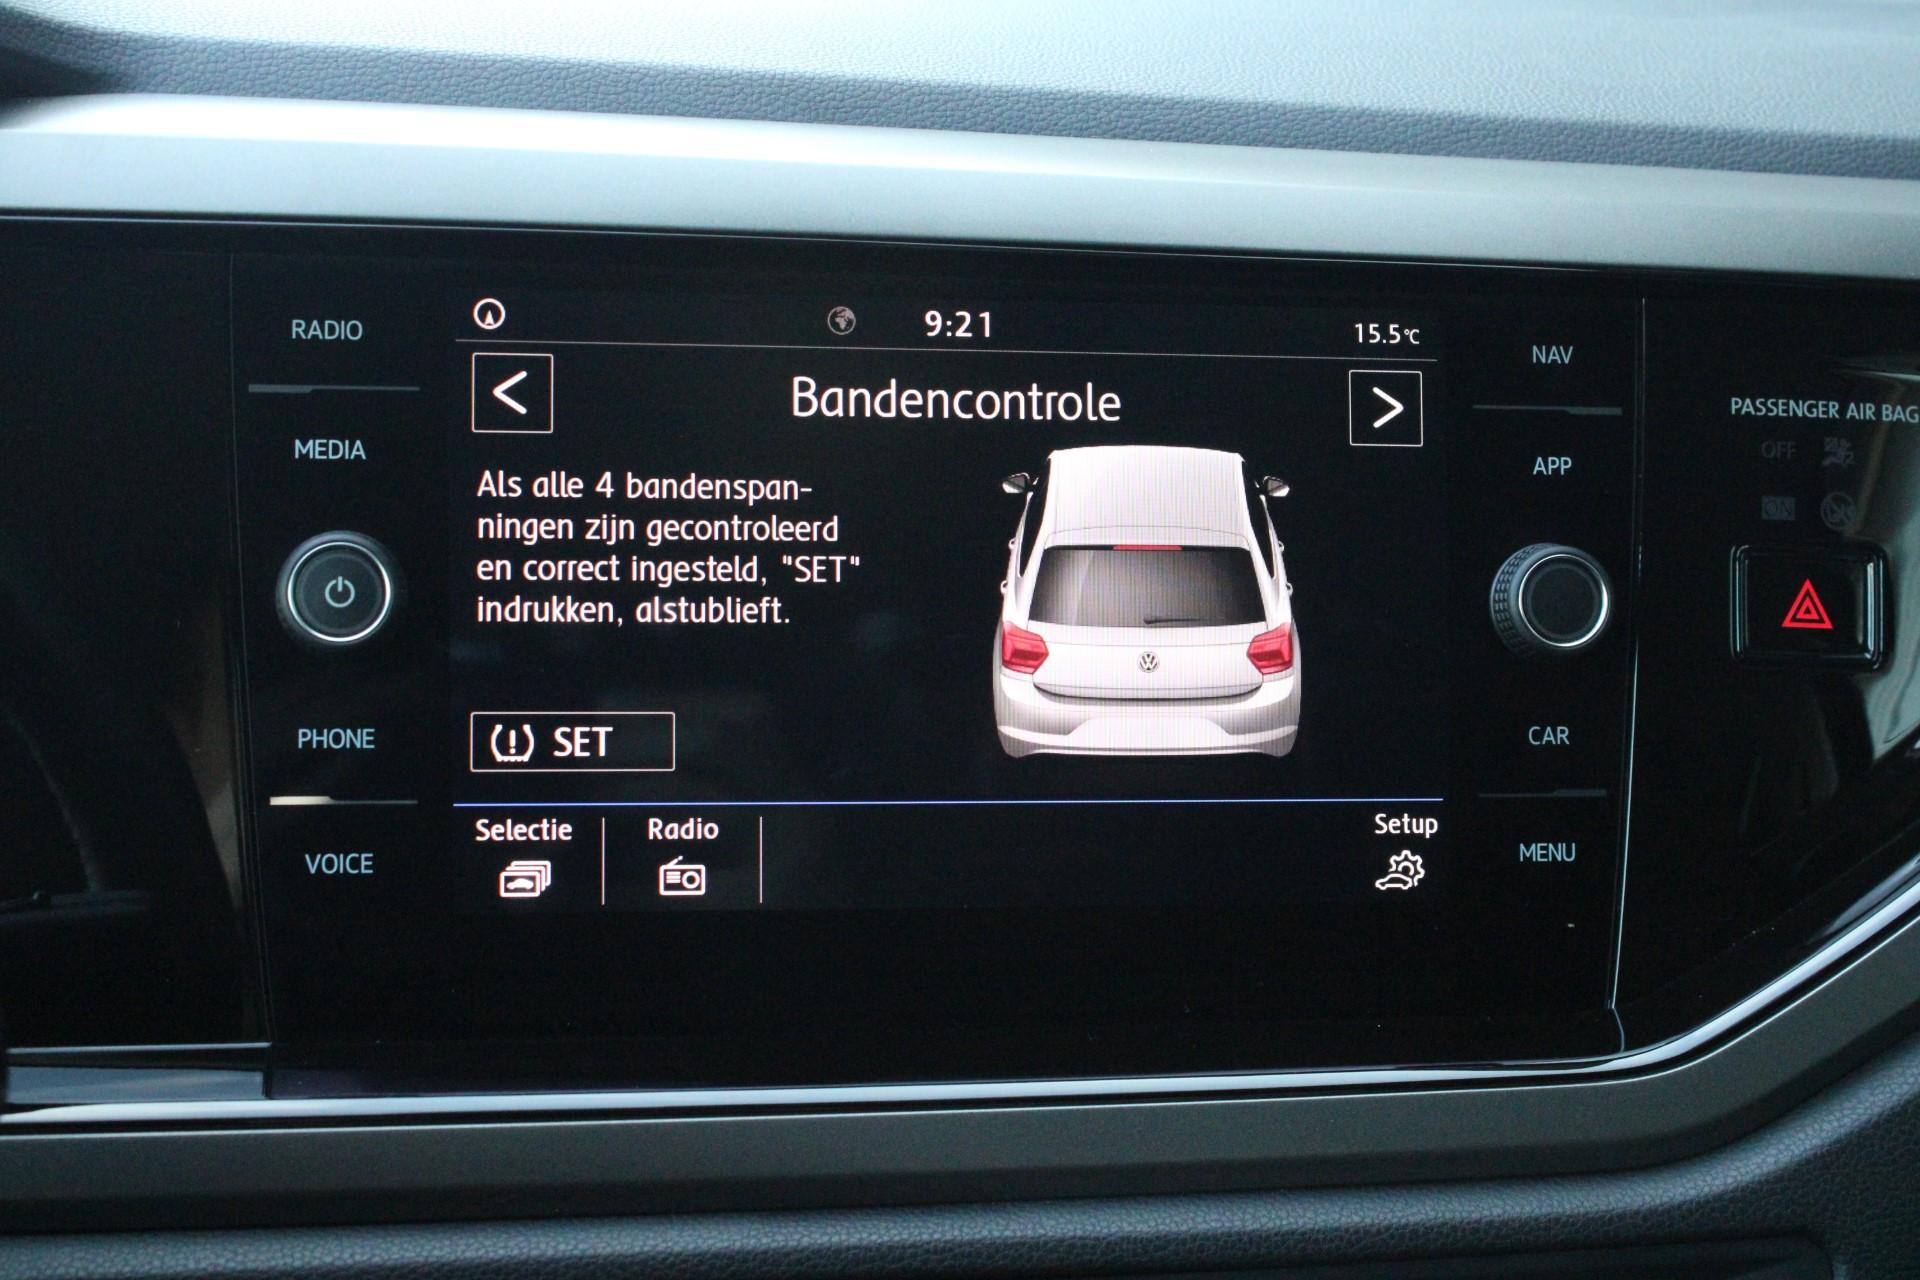 RADIO
MEDIA
PHONE
VOICE
9:21
15.5°C
Bandencontrole
Als alle 4 bandenspan-
ningen zijn gecontroleerd
en correct ingesteld, "SET"
indrukken, alstublieft.
SET
Selectie
Radio
Setup
NAV
APP
CAR
MENU
PASSENGER AIR BAG
OFF
ON